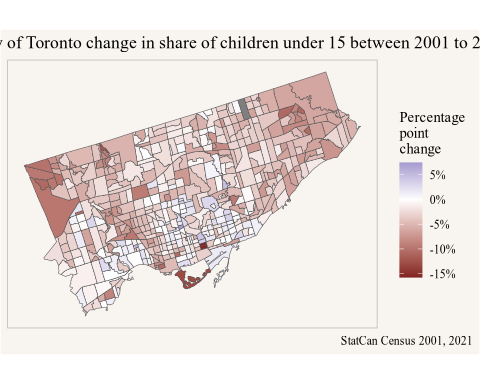 of Toronto change in share of children under 15 between 2001 to 2
Percentage
point
change
5%
0%
-5%
-10%
-15%
StatCan Census 2001, 2021